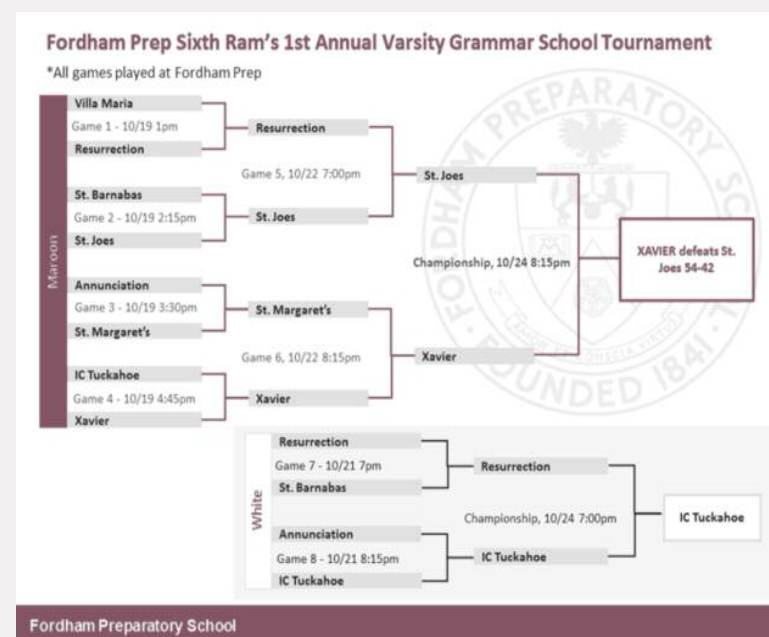 Fordham Prep Sixth Ram's 1st Annual Varsity Grammar School Tournament
*All games played at Fordham Prep
Maroon
Villa Maria
Game 1 - 10/19 1pm
Resurrection
St. Barnabas
Game 2 - 10/19 2:15pm
St. Joes
Annunciation
Game 3 - 10/19 3:30pm
St. Margaret's
IC Tuckahoe
Game 4 - 10/19 4:45pm
Xavier
Resurrection
Game 5, 10/22 7:00pm
St. Joes
St. Margaret's
Game 6, 10/22 8:15pm
Xavier
St. Joes
Championship, 10/24 8:15pm
Xavier
XAVIER defeats St.
Joes 54-42
White
Resurrection
Game 7 - 10/21 7pm
St. Barnabas
Annunciation
Game 8 - 10/21 8:15pm
IC Tuckahoe
Resurrection
Championship, 10/24 7:00pm
IC Tuckahoe
IC Tuckahoe
FORDHAM PREPARATORY
FOUNDED 1841
Fordham Preparatory School